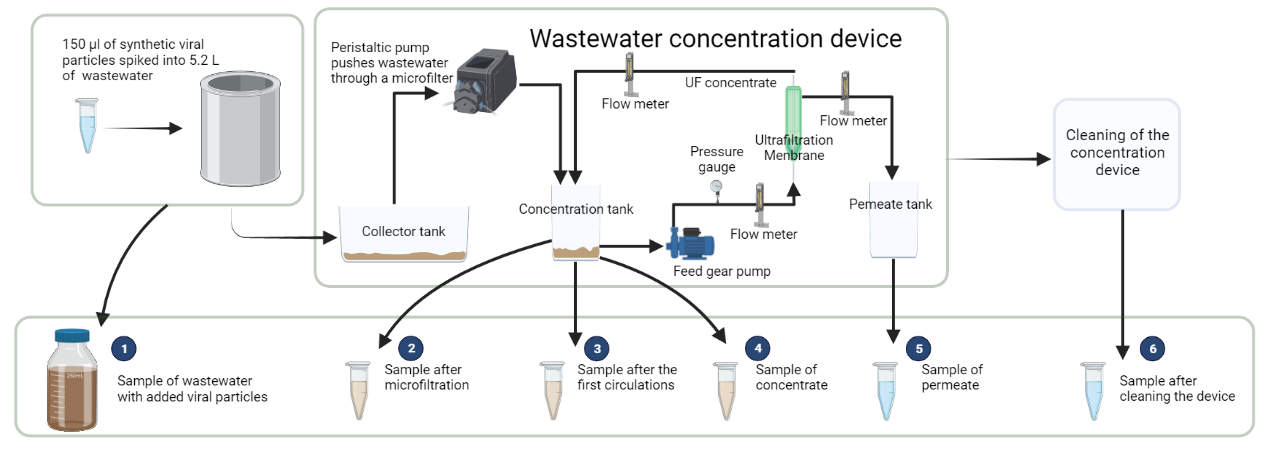 150 µl of synthetic viral
particles spiked into 5.2 L
of wastewater
Wastewater concentration device
Peristaltic pump
pushes wastewater
through a microfilter
Flow meter
UF concentrate
Flow meter
Ultrafiltration
Menbrane
Pressure
gauge
Flow meter
Feed gear pump
Collector tank
Concentration tank
Pemeate tank
Cleaning of the
concentration
device
250mL
1
Sample of wastewater
with added viral particles
2
Sample after
microfiltration
3
Sample after the
first circulations
4
Sample of
concentrate
5
Sample of
permeate
6
Sample after
cleaning the device